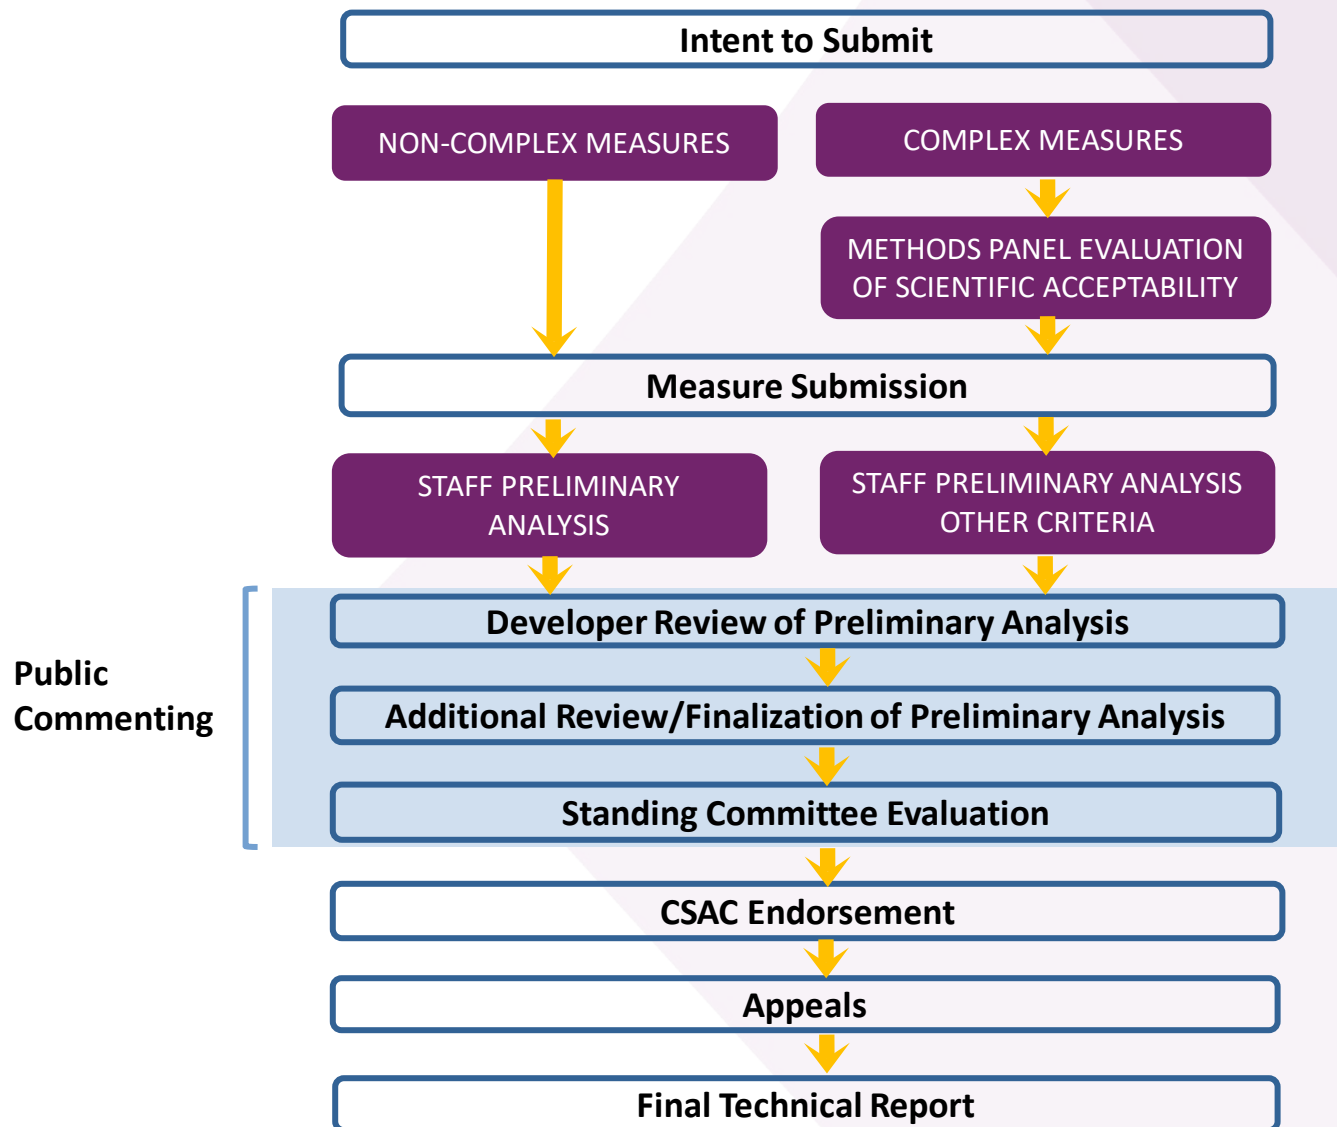 Intent to Submit
NON-COMPLEX MEASURES
COMPLEX MEASURES
METHODS PANEL EVALUATION
OF SCIENTIFIC ACCEPTABILITY
Measure Submission
STAFF PRELIMINARY
ANALYSIS
STAFF PRELIMINARY ANALYSIS
OTHER CRITERIA
Public
Commenting
Developer Review of Preliminary Analysis
Additional Review/Finalization of Preliminary Analysis
Standing Committee Evaluation
CSAC Endorsement
Appeals
Final Technical Report